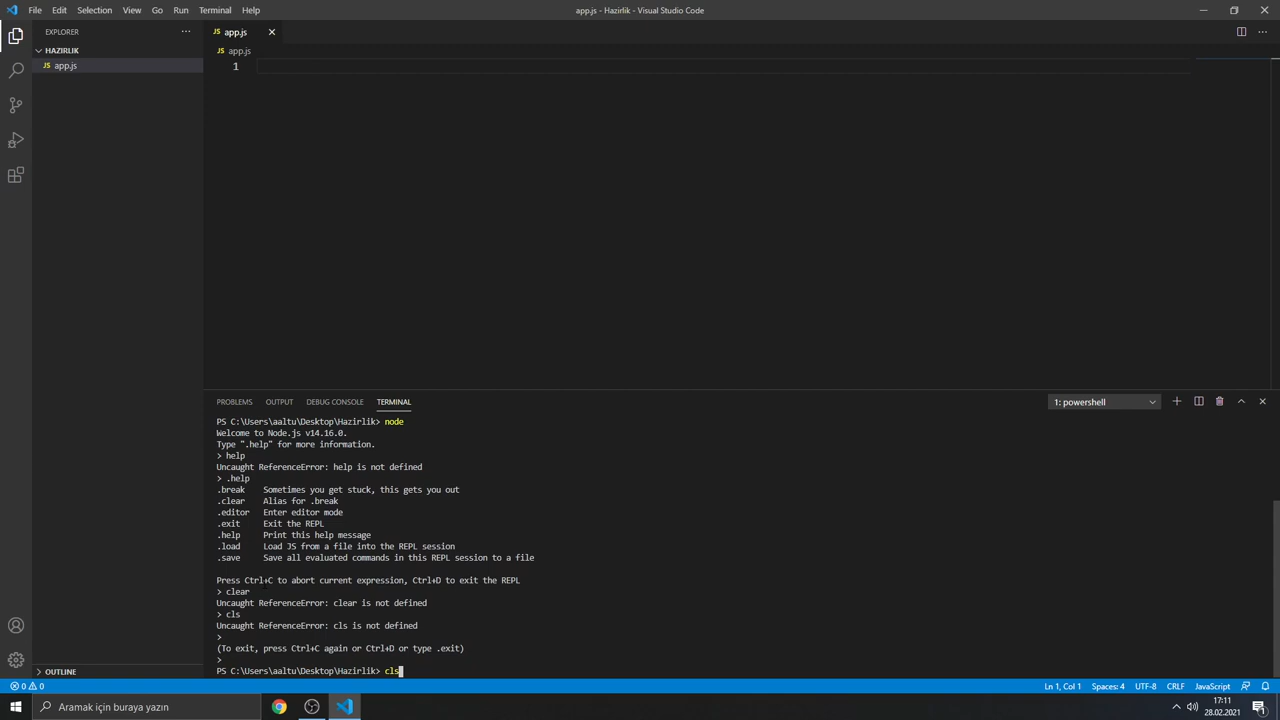 File Edit Selection View Go Run Terminal Help
app.js - Hazirlik - Visual Studio Code
EXPLORER
HAZIRLIK
JS app.js
JS app.js
JS app.js
1
PROBLEMS OUTPUT DEBUG CONSOLE TERMINAL
1: powershell
PS C:\Users\aaltu\Desktop\Hazirlik> node
Welcome to Node.js v14.16.0.
Type ".help" for more information.
> help
Uncaught ReferenceError: help is not defined
> .help
.break Sometimes you get stuck, this gets you out
.clear Alias for .break
.editor Enter editor mode
.exit Exit the REPL
.help Print this help message
.load Load JS from a file into the REPL session
.save Save all evaluated commands in this REPL session to a file
Press Ctrl+C to abort current expression, Ctrl+D to exit the REPL
> clear
Uncaught ReferenceError: clear is not defined
> cls
Uncaught ReferenceError: cls is not defined
>
(To exit, press Ctrl+C again or Ctrl+D or type .exit)
>
PS C:\Users\aaltu\Desktop\Hazirlik> cls
OUTLINE
0 0
Ln 1, Col 1 Spaces: 4 UTF-8 CRLF JavaScript
Aramak için buraya yazın
17:11
28.02.2021
1